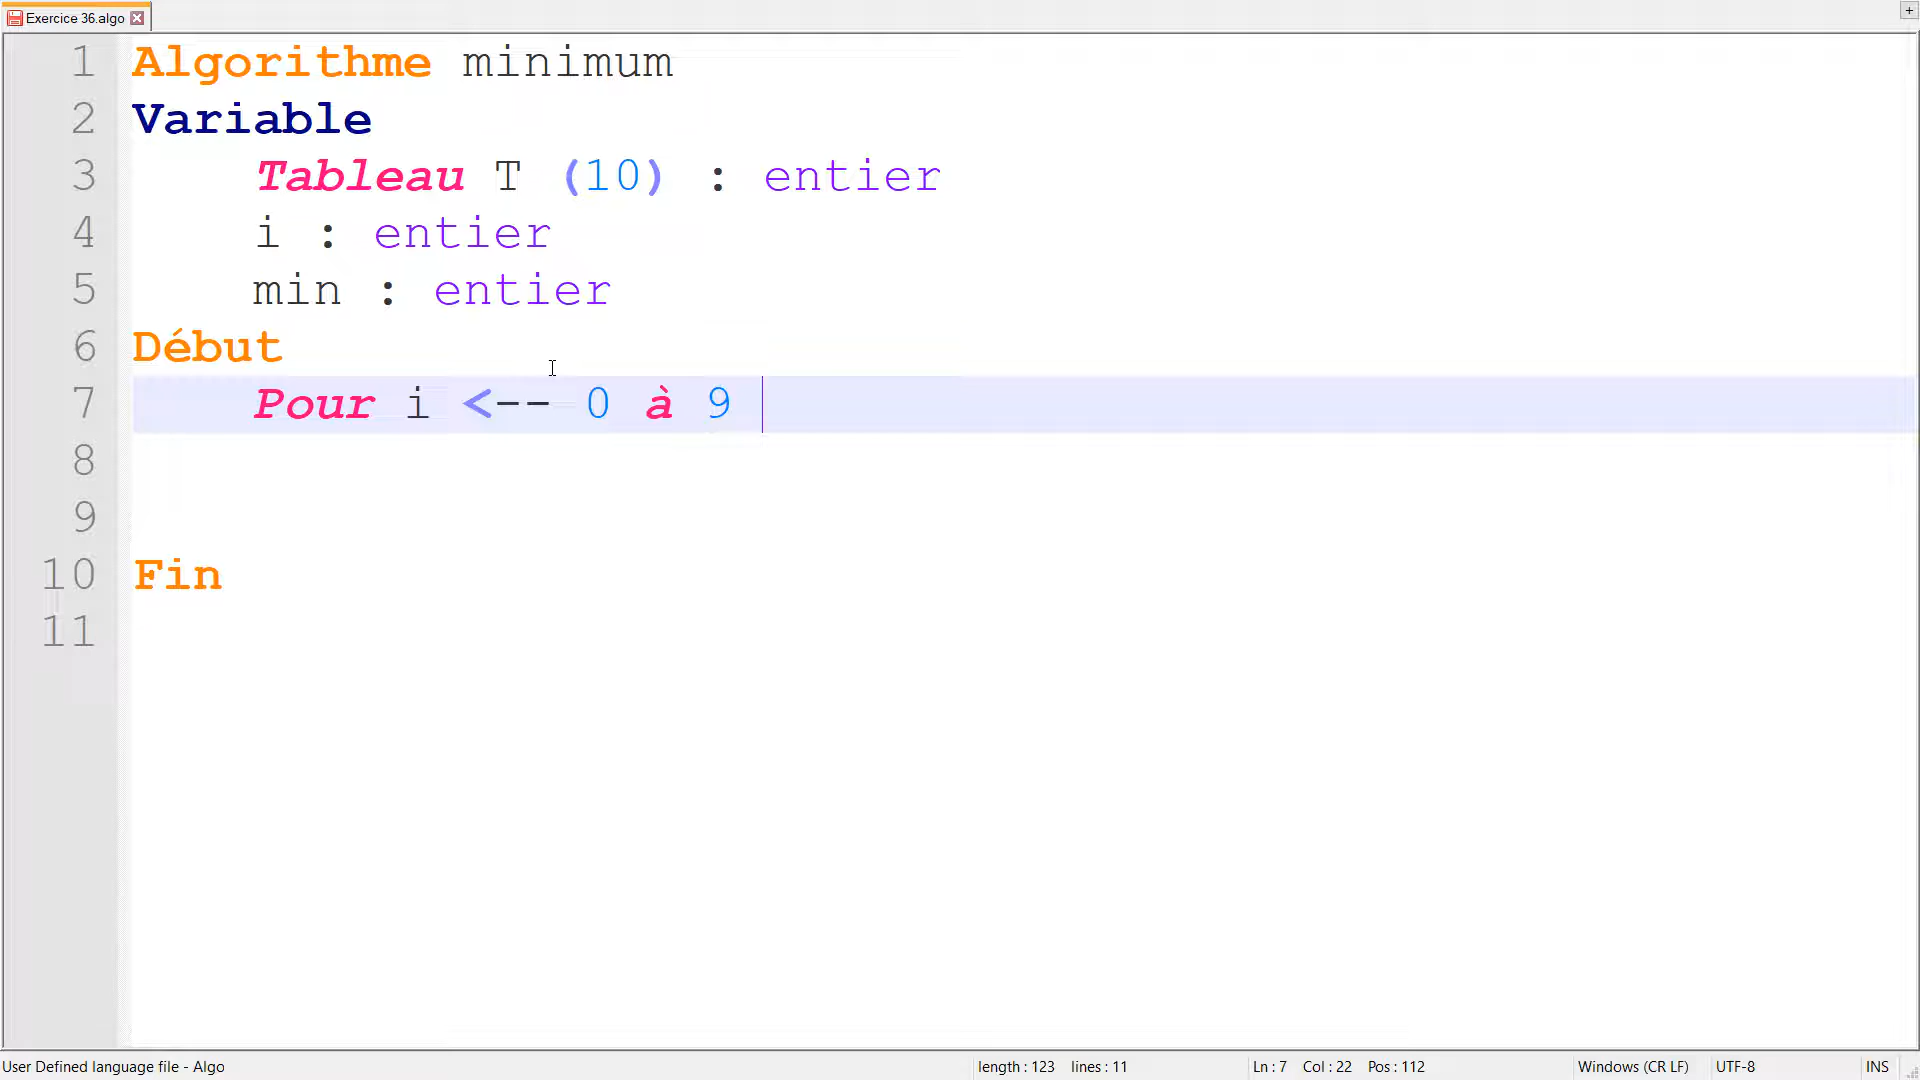 Exercice 36.algo
+
1 Algorithme minimum
2 Variable
3 Tableau T (10) : entier
4 i : entier
5 min : entier
6 Début
7 Pour i <-- 0 à 9
8
9
10 Fin
11
User Defined language file - Algo length : 123 lines : 11 Ln : 7 Col : 22 Pos : 112 Windows (CR LF) UTF-8 INS